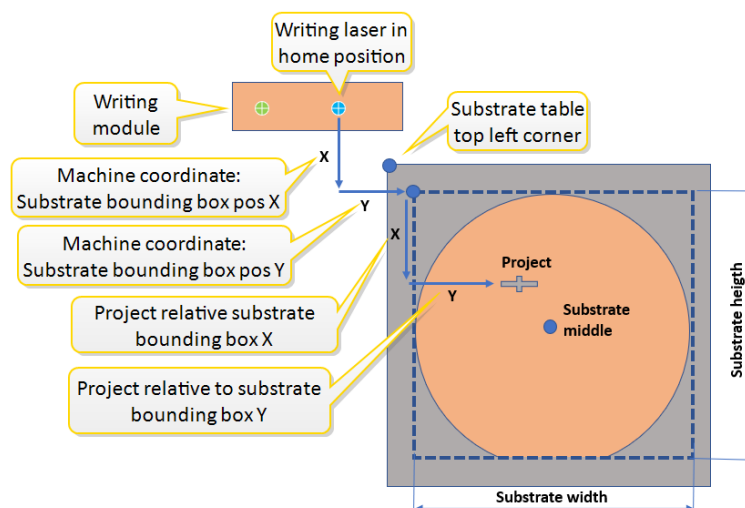 Writing laser in
home position
Writing
module
Substrate table
top left corner
X
Machine coordinate:
Substrate bounding box pos X
Y
X
Machine coordinate:
Substrate bounding box pos Y
Project
Y
Project relative substrate
bounding box X
Substrate
middle
Substrate heigth
Project relative to substrate
bounding box Y
Substrate width